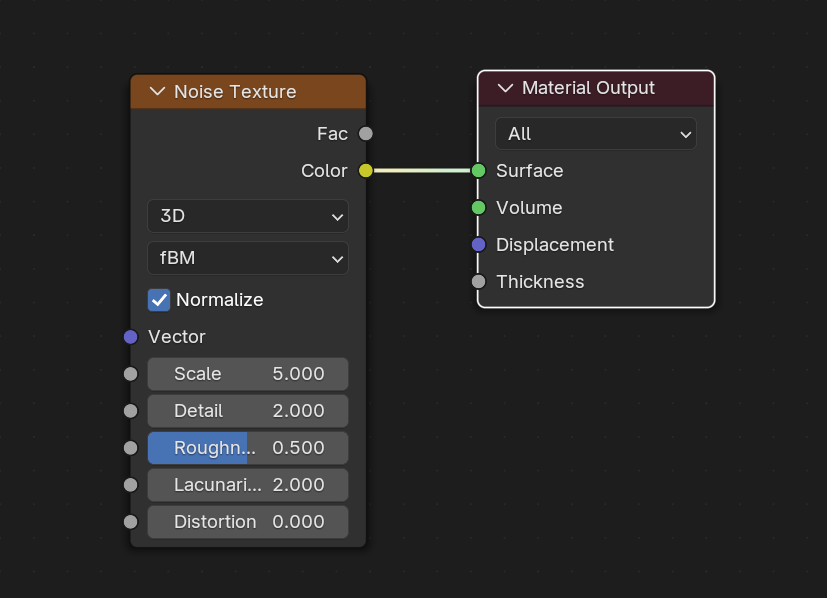 Noise Texture
Fac
Color
3D
fBM
Normalize
Vector
Scale 5.000
Detail 2.000
Roughn... 0.500
Lacunari... 2.000
Distortion 0.000
Material Output
All
Surface
Volume
Displacement
Thickness